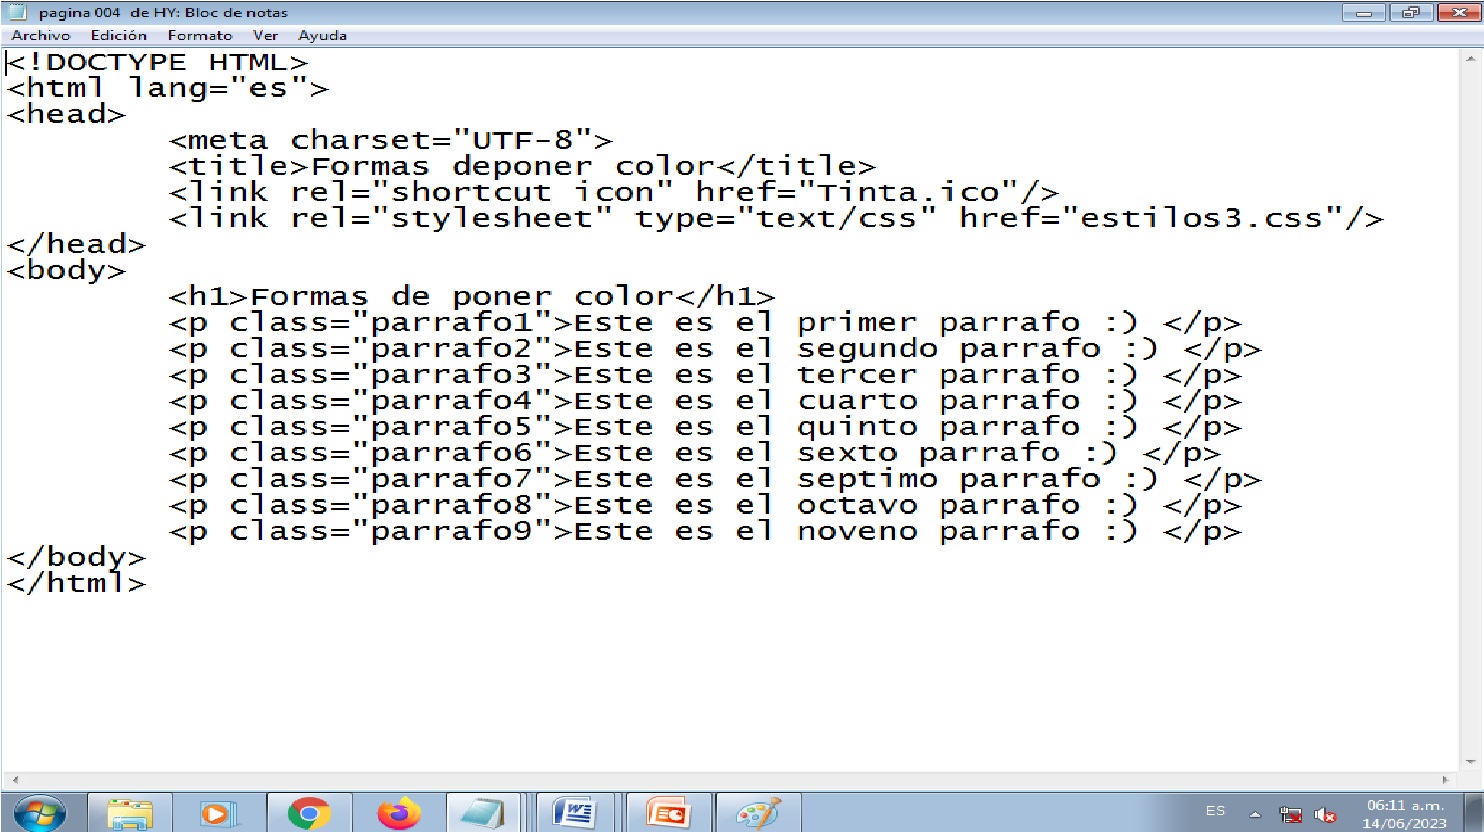 pagina 004  de HY: Bloc de notas
Archivo Edición Formato Ver Ayuda
<!DOCTYPE HTML>
<html lang="es">
<head>
        <meta charset="UTF-8">
        <title>Formas deponer color</title>
        <link rel="shortcut icon" href="Tinta.ico"/>
        <link rel="stylesheet" type="text/css" href="estilos3.css"/>
</head>
<body>
        <h1>Formas de poner color</h1>
        <p class="parrafo1">Este es el primer parrafo :) </p>
        <p class="parrafo2">Este es el segundo parrafo :) </p>
        <p class="parrafo3">Este es el tercer parrafo :) </p>
        <p class="parrafo4">Este es el cuarto parrafo :) </p>
        <p class="parrafo5">Este es el quinto parrafo :) </p>
        <p class="parrafo6">Este es el sexto parrafo :) </p>
        <p class="parrafo7">Este es el septimo parrafo :) </p>
        <p class="parrafo8">Este es el octavo parrafo :) </p>
        <p class="parrafo9">Este es el noveno parrafo :) </p>
</body>
</html>
ES
06:11 a.m.
14/06/2023